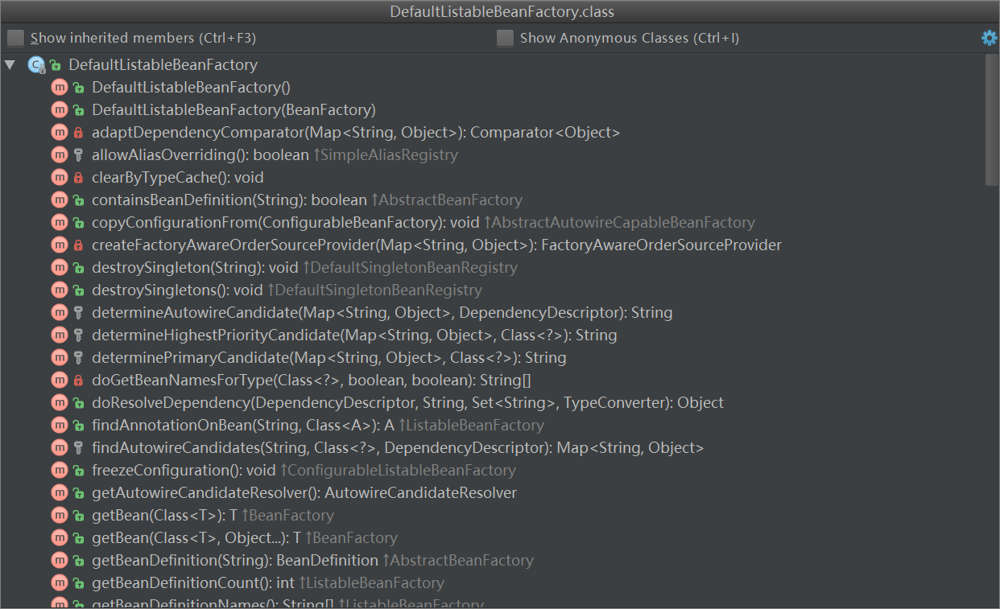 DefaultListableBeanFactory.class
Show inherited members (Ctrl+F3) Show Anonymous Classes (Ctrl+I)
DefaultListableBeanFactory
DefaultListableBeanFactory()
DefaultListableBeanFactory(BeanFactory)
adaptDependencyComparator(Map<String, Object>): Comparator<Object>
allowAliasOverriding(): boolean ↑SimpleAliasRegistry
clearByTypeCache(): void
containsBeanDefinition(String): boolean ↑AbstractBeanFactory
copyConfigurationFrom(ConfigurableBeanFactory): void ↑AbstractAutowireCapableBeanFactory
createFactoryAwareOrderSourceProvider(Map<String, Object>): FactoryAwareOrderSourceProvider
destroySingleton(String): void ↑DefaultSingletonBeanRegistry
destroySingletons(): void ↑DefaultSingletonBeanRegistry
determineAutowireCandidate(Map<String, Object>, DependencyDescriptor): String
determineHighestPriorityCandidate(Map<String, Object>, Class<?>): String
determinePrimaryCandidate(Map<String, Object>, Class<?>): String
doGetBeanNamesForType(Class<?>, boolean, boolean): String[]
doResolveDependency(DependencyDescriptor, String, Set<String>, TypeConverter): Object
findAnnotationOnBean(String, Class<A>): A ↑ListableBeanFactory
findAutowireCandidates(String, Class<?>, DependencyDescriptor): Map<String, Object>
freezeConfiguration(): void ↑ConfigurableListableBeanFactory
getAutowireCandidateResolver(): AutowireCandidateResolver
getBean(Class<T>): T ↑BeanFactory
getBean(Class<T>, Object...): T ↑BeanFactory
getBeanDefinition(String): BeanDefinition ↑AbstractBeanFactory
getBeanDefinitionCount(): int ↑ListableBeanFactory
getBeanDefinitionNames(): String[] ↑ListableBeanFactory